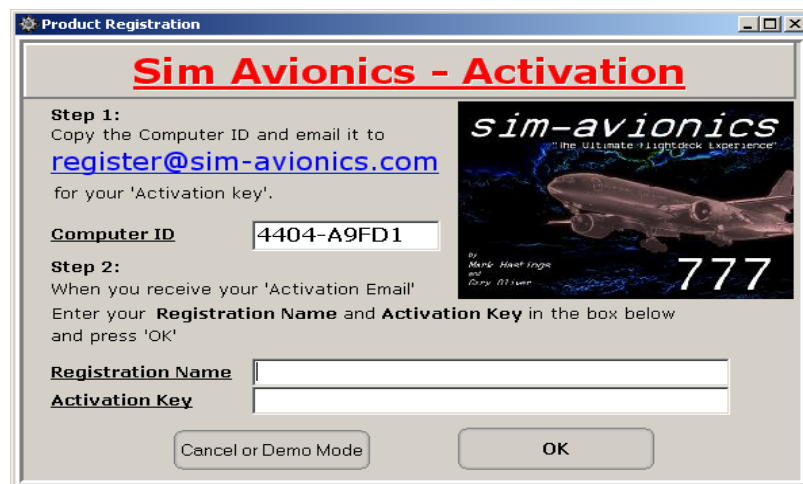 Product Registration
Sim Avionics - Activation
Step 1:
Copy the Computer ID and email it to
register@sim-avionics.com
for your 'Activation key'.
Computer ID 4404-A9FD1
sim-avionics
"The Ultimate Flightdeck Experience"
by
Mark Hastings
and
Gary Oliver
777
Step 2:
When you receive your 'Activation Email'
Enter your Registration Name and Activation Key in the box below
and press 'OK'
Registration Name
Activation Key
Cancel or Demo Mode
OK